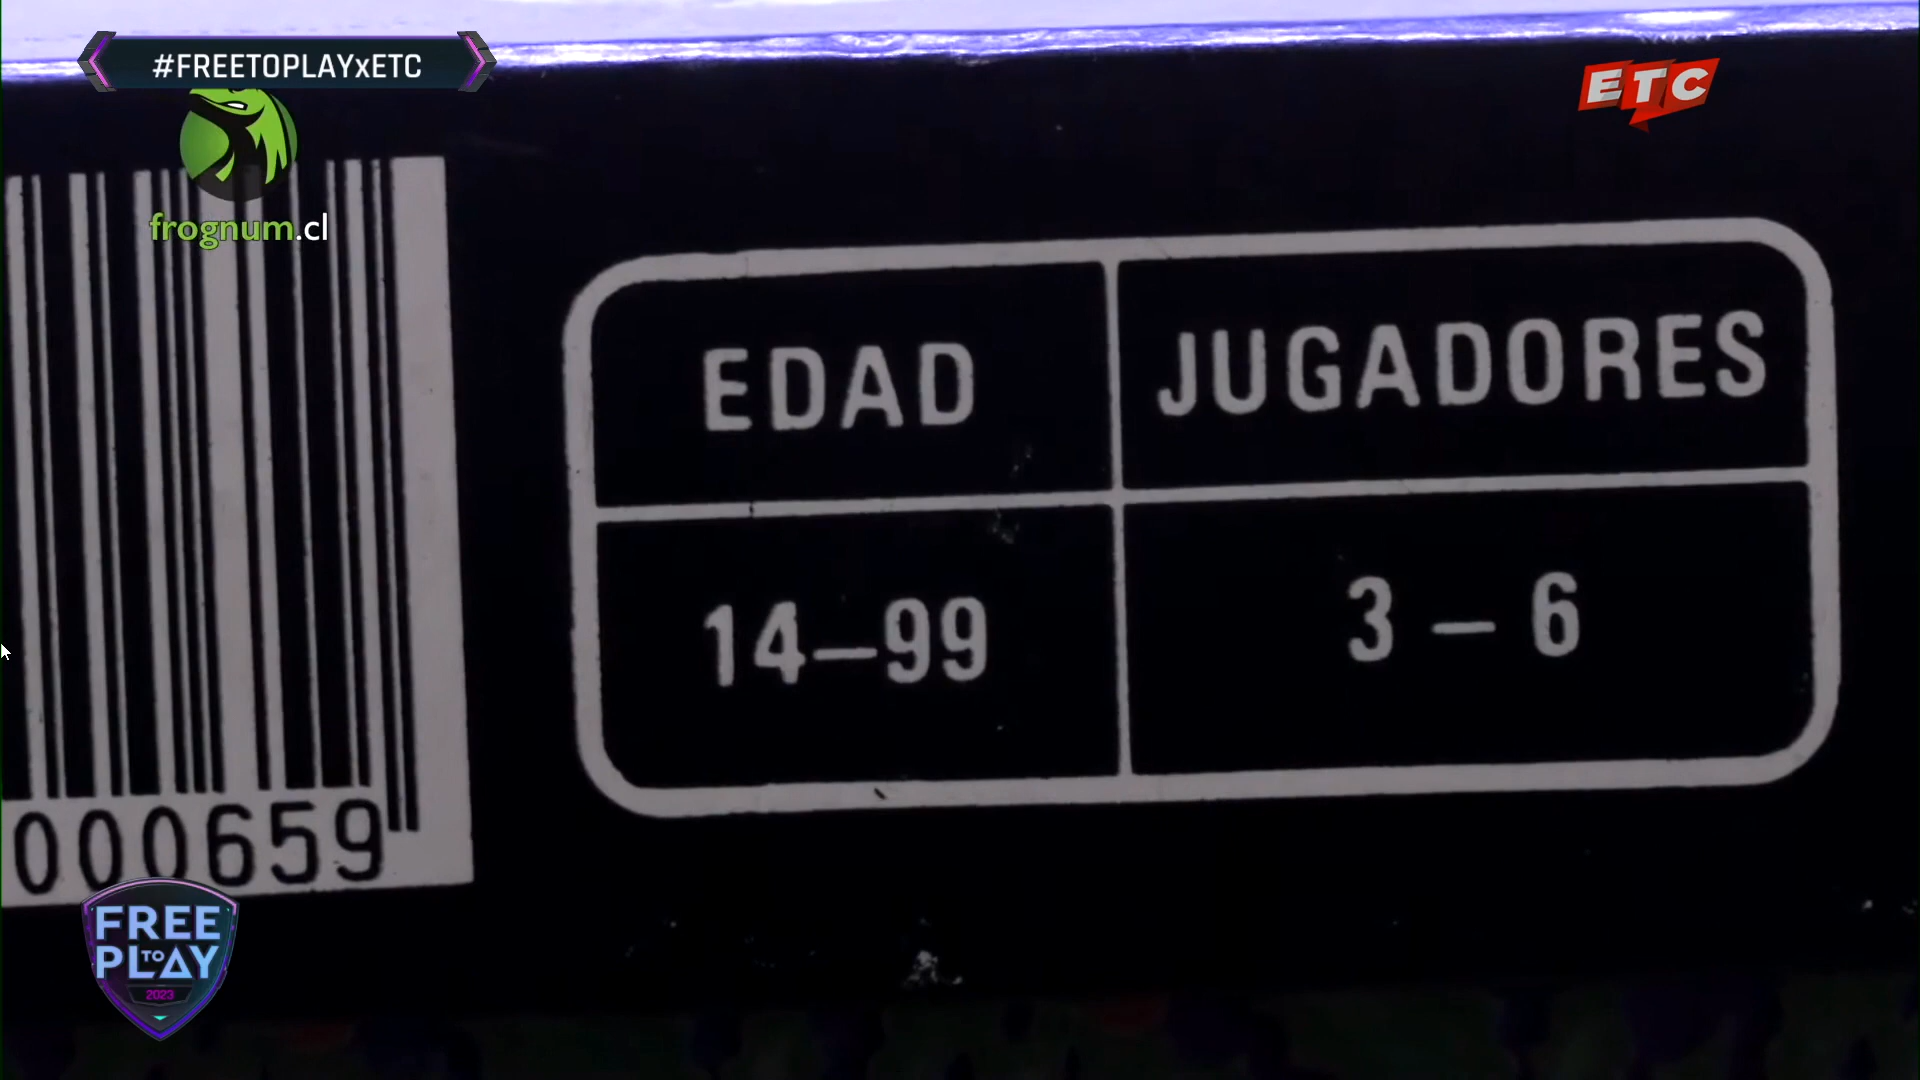 #FREETOPLAYxETC
ETC
frognum.cl
EDAD
JUGADORES
14–99
3 – 6
000659
FREE
TO
PLAY
2023